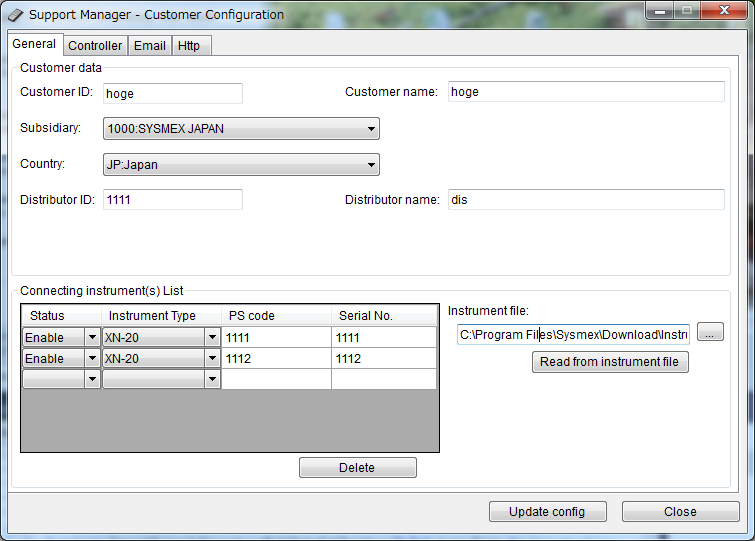 Support Manager - Customer Configuration
General Controller Email Http
Customer data
Customer ID: hoge Customer name: hoge
Subsidiary: 1000:SYSMEX JAPAN
Country: JP:Japan
Distributor ID: 1111 Distributor name: dis
Connecting instrument(s) List
Instrument file:
Status Instrument Type PS code Serial No.
Enable XN-20 1111 1111
C:\Program Files\Sysmex\Download\Instru
...
Enable XN-20 1112 1112
Read from instrument file
Delete
Update config Close